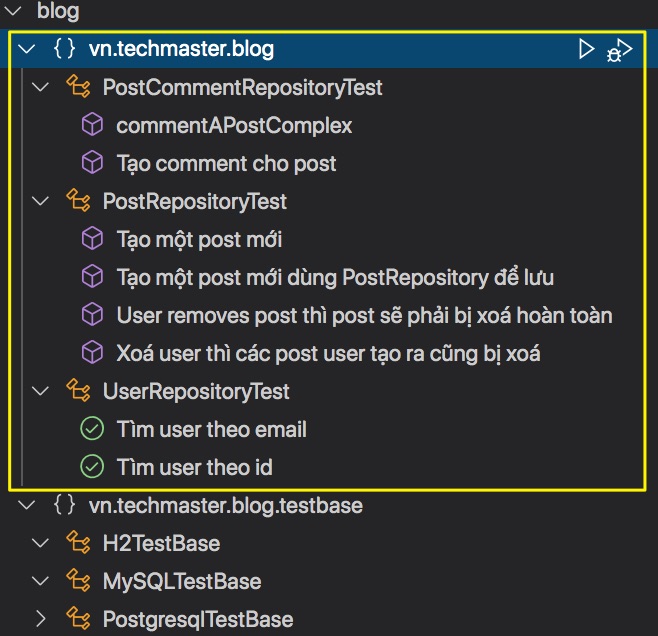 blog
{} vn.techmaster.blog
PostCommentRepositoryTest
commentAPostComplex
Tạo comment cho post
PostRepositoryTest
Tạo một post mới
Tạo một post mới dùng PostRepository để lưu
User removes post thì post sẽ phải bị xoá hoàn toàn
Xoá user thì các post user tạo ra cũng bị xoá
UserRepositoryTest
Tìm user theo email
Tìm user theo id
{} vn.techmaster.blog.testbase
H2TestBase
MySQLTestBase
PostgresqlTestBase